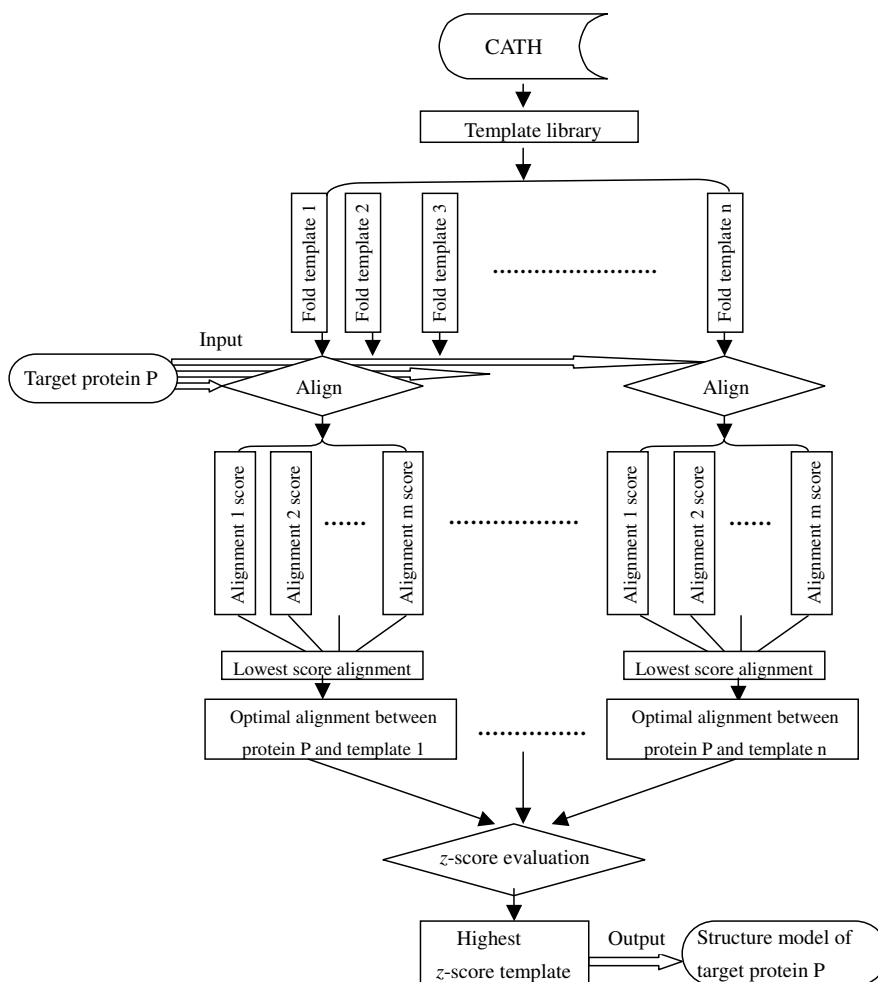 CATH
Template library
Fold template 1
Fold template 2
Fold template 3
........................
Fold template n
Input
Target protein P
Align
Align
Alignment 1 score
Alignment 2 score
......
Alignment m score
..................
Alignment 1 score
Alignment 2 score
......
Alignment m score
Lowest score alignment
Lowest score alignment
Optimal alignment between
protein P and template 1
...............
Optimal alignment between
protein P and template n
z-score evaluation
Highest
z-score template
Output
Structure model of
target protein P